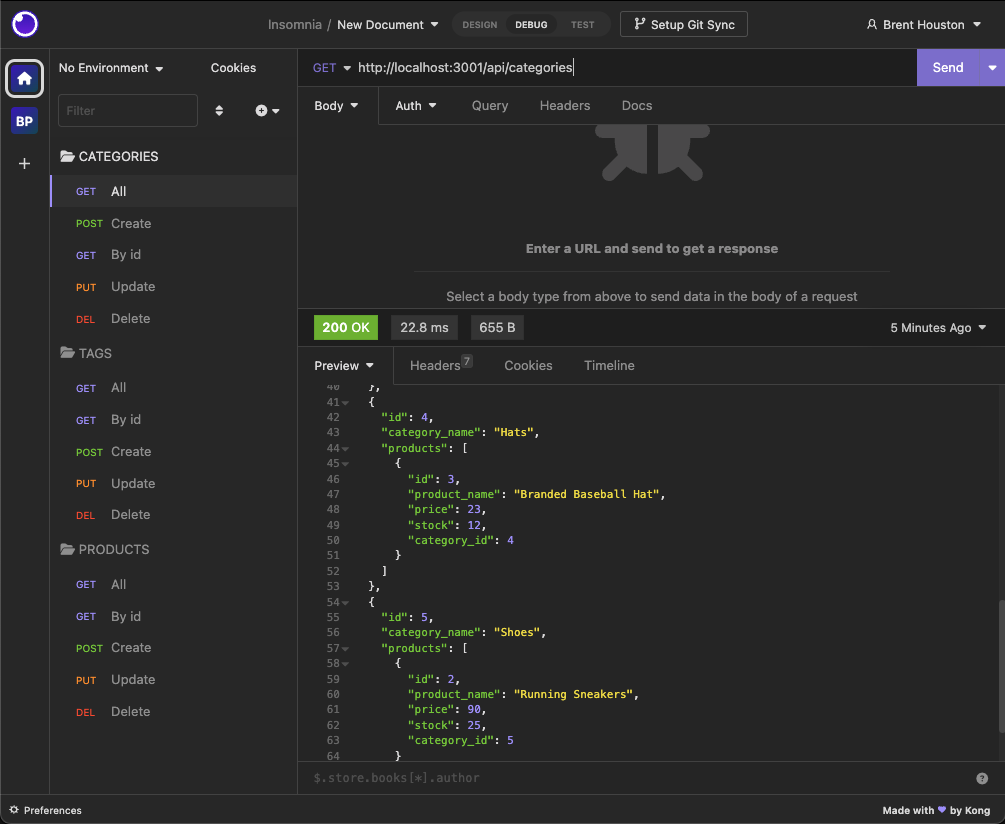 Insomnia / New Document
DESIGN DEBUG TEST
Setup Git Sync
Brent Houston
No Environment
Cookies
GET http://localhost:3001/api/categories
Send
BP
Filter
CATEGORIES
GET All
POST Create
GET By id
PUT Update
DEL Delete
TAGS
GET All
GET By id
POST Create
PUT Update
DEL Delete
PRODUCTS
GET All
GET By id
POST Create
PUT Update
DEL Delete
Body Auth Query Headers Docs
Enter a URL and send to get a response
Select a body type from above to send data in the body of a request
200 OK 22.8 ms 655 B 5 Minutes Ago
Preview Headers 7 Cookies Timeline
40 },
41 {
42 "id": 4,
43 "category_name": "Hats",
44 "products": [
45 {
46 "id": 3,
47 "product_name": "Branded Baseball Hat",
48 "price": 23,
49 "stock": 12,
50 "category_id": 4
51 }
52 ]
53 },
54 {
55 "id": 5,
56 "category_name": "Shoes",
57 "products": [
58 {
59 "id": 2,
60 "product_name": "Running Sneakers",
61 "price": 90,
62 "stock": 25,
63 "category_id": 5
64 }
$.store.books[*].author
?
Preferences
Made with 💜 by Kong